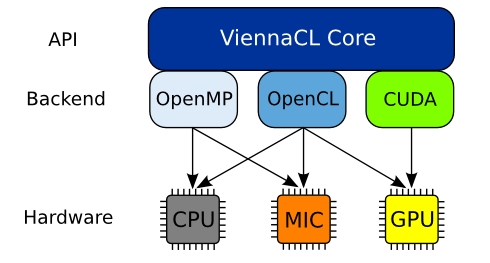 API
ViennaCL Core
Backend
OpenMP
OpenCL
CUDA
Hardware
CPU
MIC
GPU